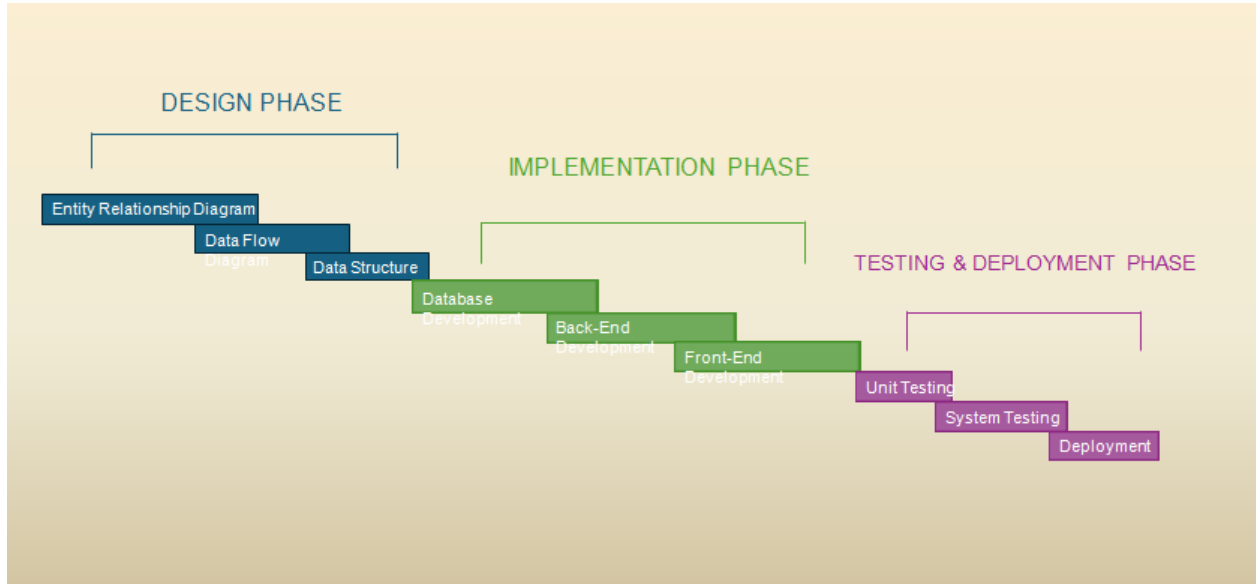 DESIGN PHASE
IMPLEMENTATION PHASE
Entity Relationship Diagram
Data Flow
Diagram
Data Structure
TESTING & DEPLOYMENT PHASE
Database
Development
Back-End
Development
Front-End
Development
Unit Testing
System Testing
Deployment